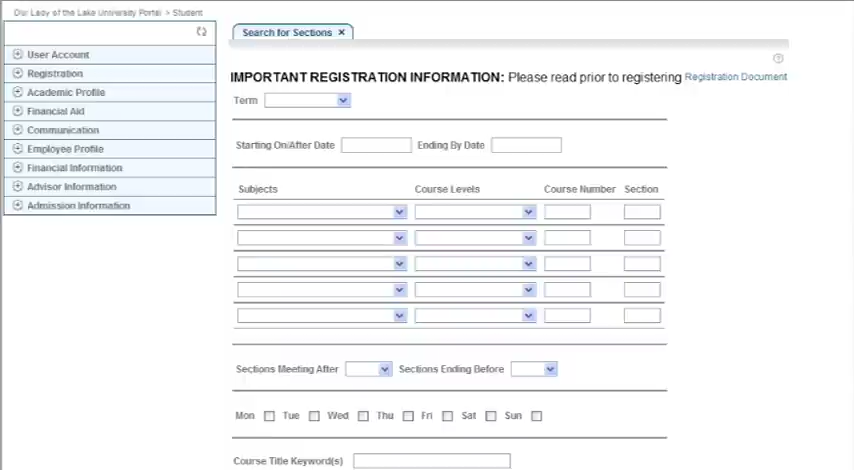 Our Lady of the Lake University Portal > Student
Search for Sections ×
User Account
Registration
Academic Profile
Financial Aid
Communication
Employee Profile
Financial Information
Advisor Information
Admission Information
IMPORTANT REGISTRATION INFORMATION: Please read prior to registering Registration Document
Term
Starting On/After Date Ending By Date
Subjects Course Levels Course Number Section
Sections Meeting After Sections Ending Before
Mon Tue Wed Thu Fri Sat Sun
Course Title Keyword(s)